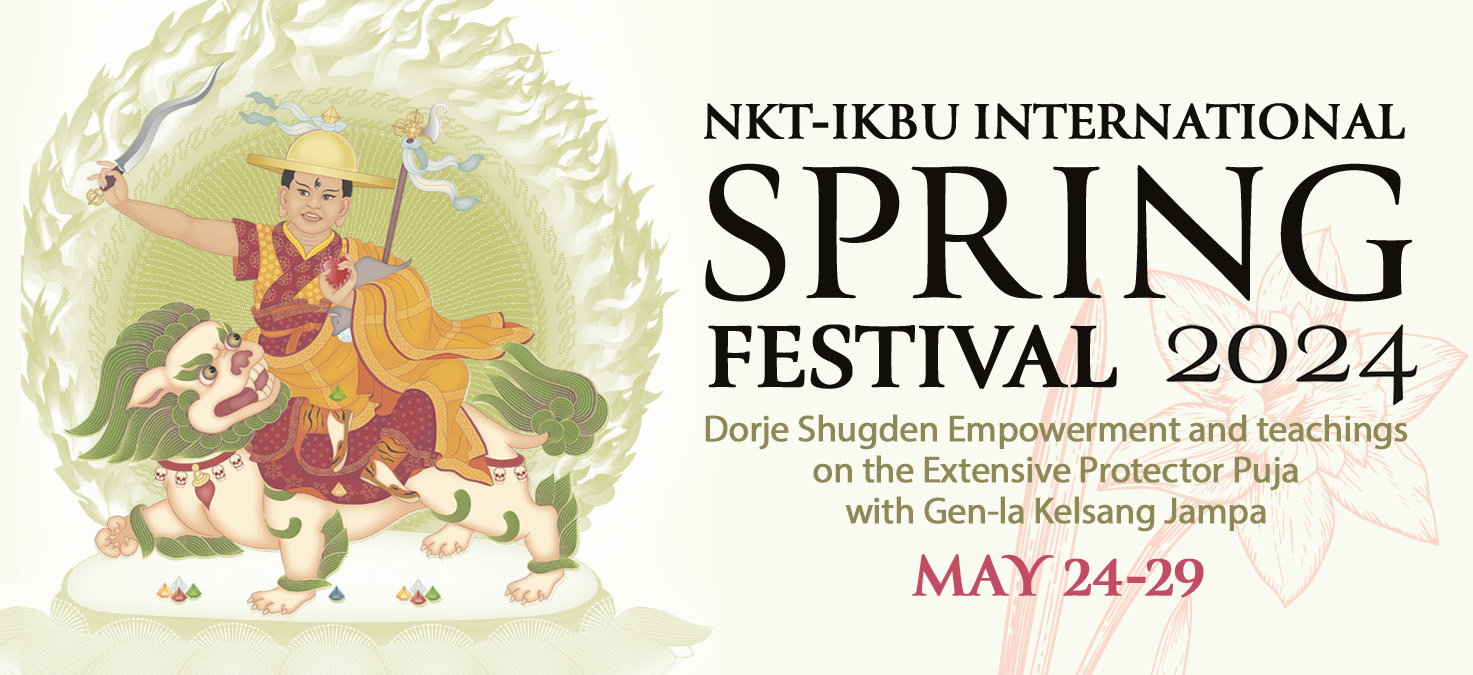 NKT-IKBU INTERNATIONAL
SPRING
FESTIVAL 2024
Dorje Shugden Empowerment and teachings
on the Extensive Protector Puja
with Gen-la Kelsang Jampa
MAY 24-29